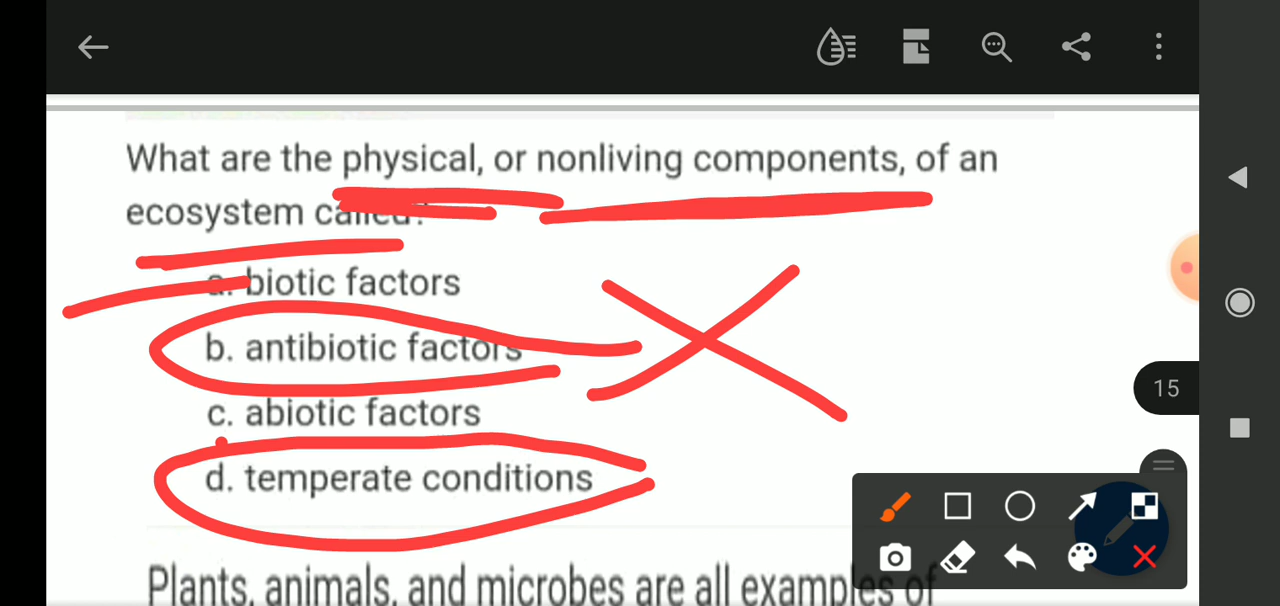 What are the physical, or nonliving components, of an
ecosystem called?
a. biotic factors
b. antibiotic factors
c. abiotic factors
d. temperate conditions
Plants, animals, and microbes are all examples of
15